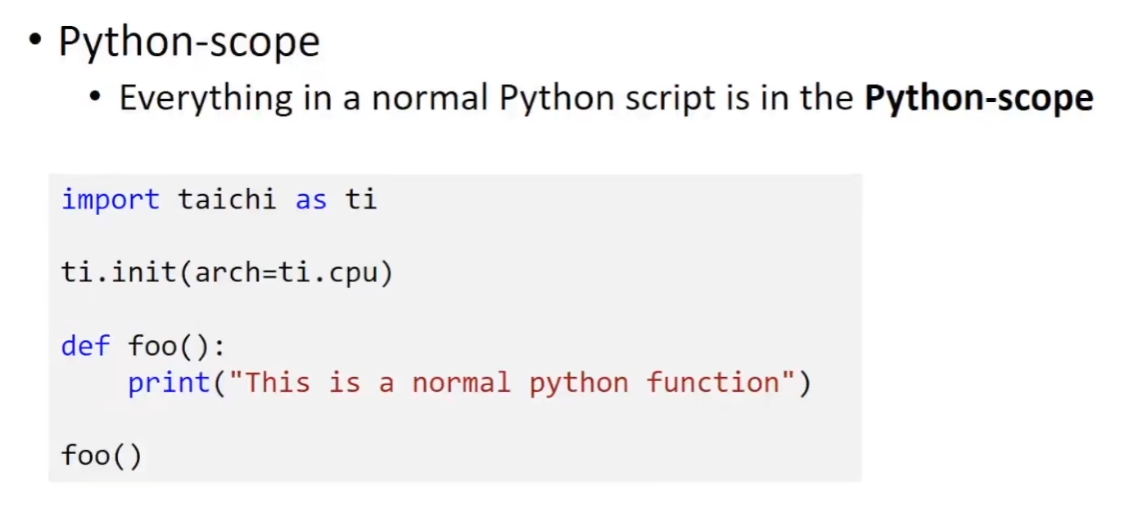 • Python-scope
• Everything in a normal Python script is in the Python-scope
import taichi as ti
ti.init(arch=ti.cpu)
def foo():
    print("This is a normal python function")
foo()